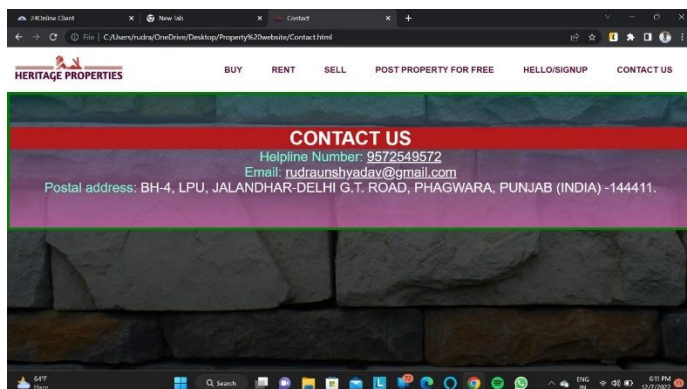 24Online Client
New Tab
Contact
File | C:/Users/rudra/OneDrive/Desktop/Property%20website/Contact.html
HERITAGE PROPERTIES
BUY RENT SELL POST PROPERTY FOR FREE HELLO/SIGNUP CONTACT US
CONTACT US
Helpline Number: 9572549572
Email: rudraunshyadav@gmail.com
Postal address: BH-4, LPU, JALANDHAR-DELHI G.T. ROAD, PHAGWARA, PUNJAB (INDIA) -144411.
64°F
Haze
Search
ENG
IN
6:11 PM
12/7/2022